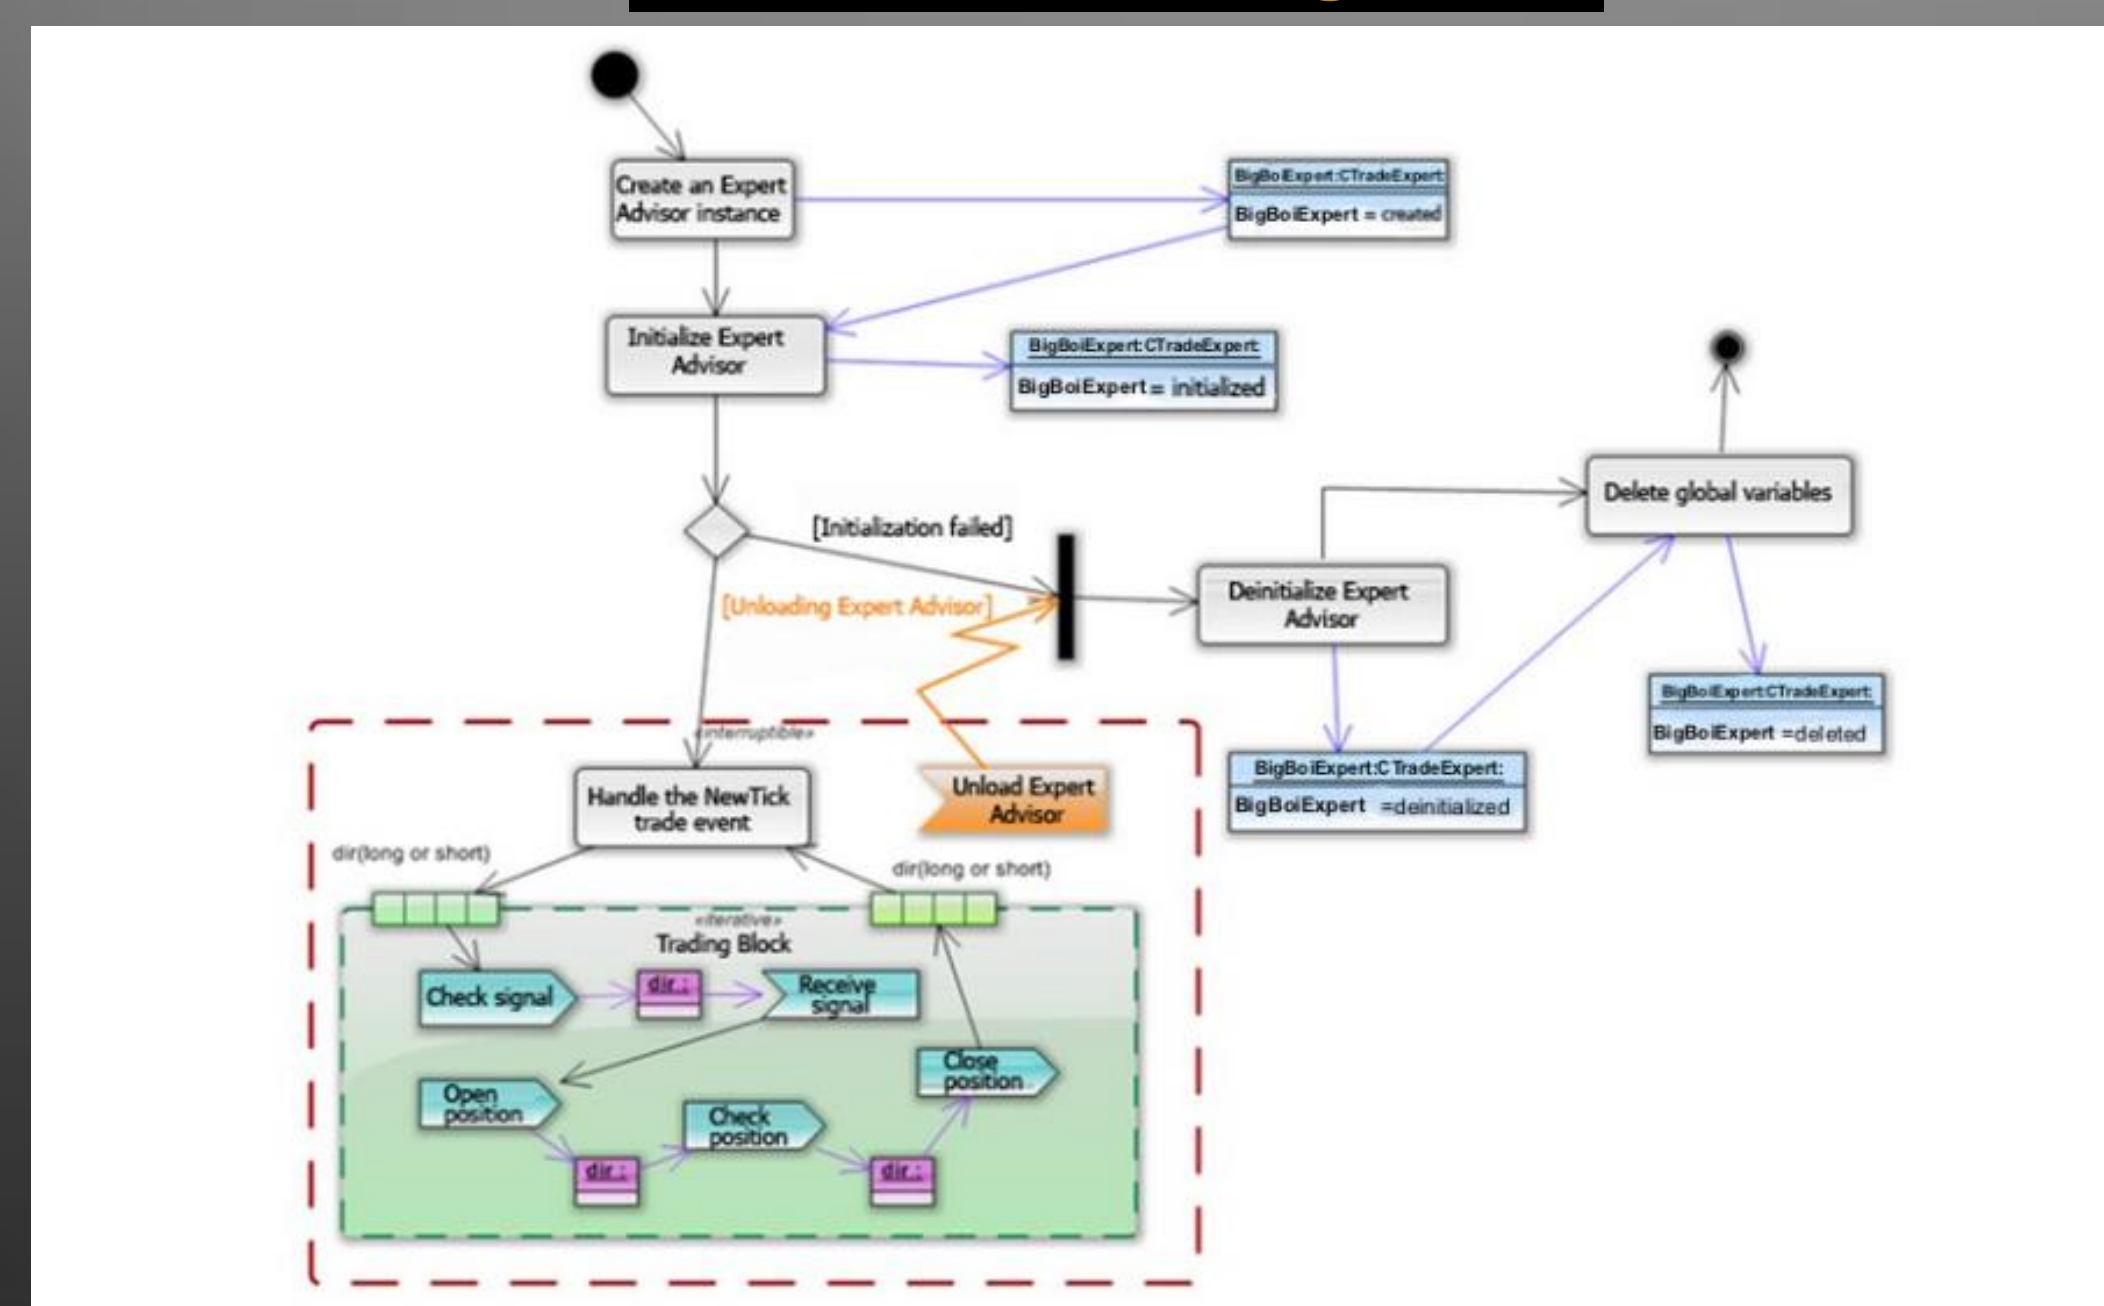 Create an Expert
Advisor instance
BigBoiExpert:CTradeExpert:
BigBoiExpert = created
Initialize Expert
Advisor
BigBoiExpert:CTradeExpert:
BigBoiExpert = initialized
[Initialization failed]
[Unloading Expert Advisor]
Deinitialize Expert
Advisor
Delete global variables
BigBoiExpert:CTradeExpert:
BigBoiExpert =deleted
BigBoiExpert:CTradeExpert:
BigBoiExpert =deinitialized
«interruptible»
Handle the NewTick
trade event
Unload Expert
Advisor
dir(long or short)
dir(long or short)
«iterative»
Trading Block
Check signal
dir :
Receive
signal
Open
position
dir :
Check
position
dir :
Close
position